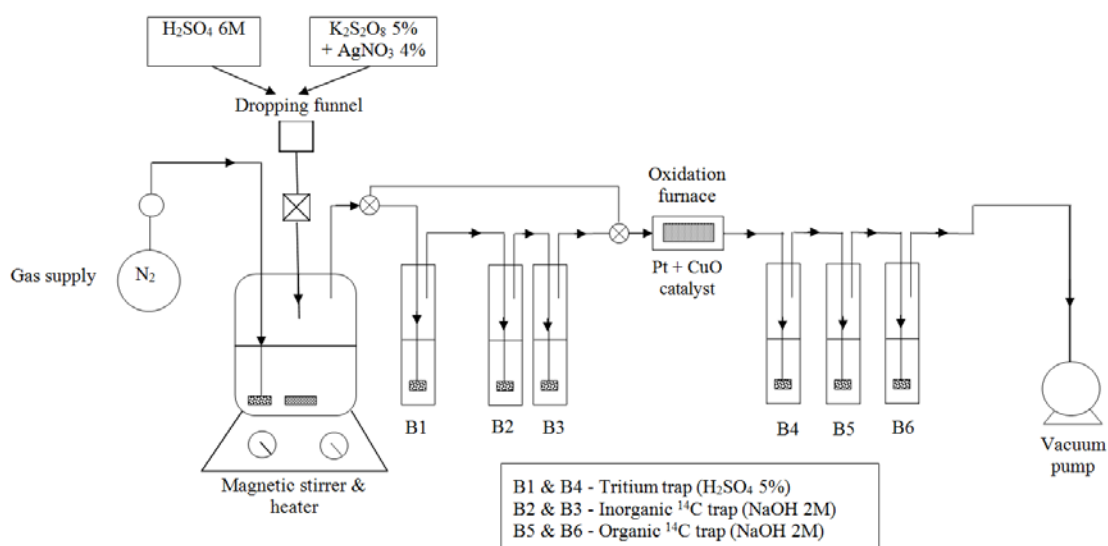 H₂SO₄ 6M
K₂S₂O₈ 5%
+ AgNO₃ 4%
Dropping funnel
Oxidation
furnace
Gas supply
N₂
Pt + CuO
catalyst
B1
B2
B3
B4
B5
B6
Magnetic stirrer &
heater
Vacuum
pump
B1 & B4 - Tritium trap (H₂SO₄ 5%)
B2 & B3 - Inorganic ¹⁴C trap (NaOH 2M)
B5 & B6 - Organic ¹⁴C trap (NaOH 2M)